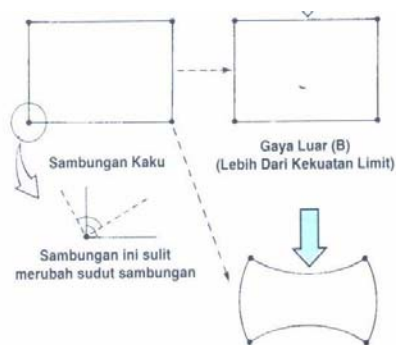 Sambungan Kaku
Gaya Luar (B)
(Lebih Dari Kekuatan Limit)
Sambungan ini sulit
merubah sudut sambungan